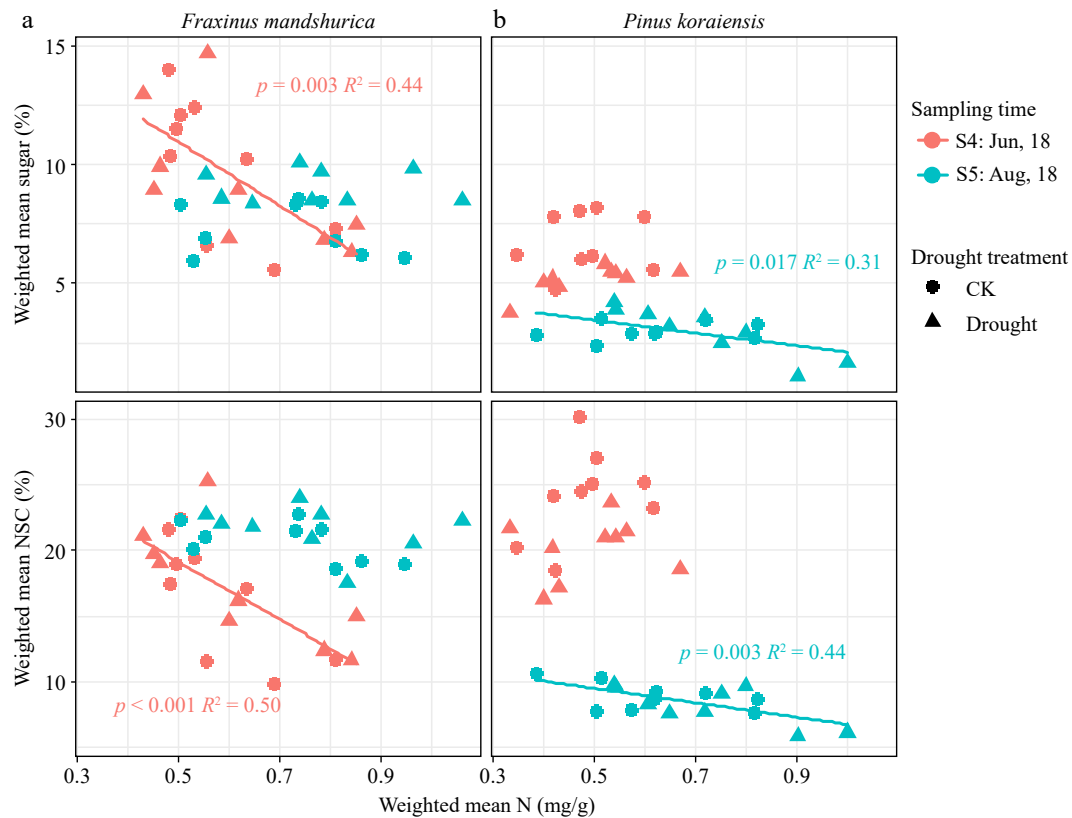 a
Fraxinus mandshurica
b
Pinus koraiensis
15
10
5
Weighted mean sugar (%)
p = 0.003 R² = 0.44
p = 0.017 R² = 0.31
Sampling time
S4: Jun, 18
S5: Aug, 18
Drought treatment
CK
Drought
30
20
10
Weighted mean NSC (%)
p < 0.001 R² = 0.50
p = 0.003 R² = 0.44
0.3 0.5 0.7 0.9 0.3 0.5 0.7 0.9
Weighted mean N (mg/g)